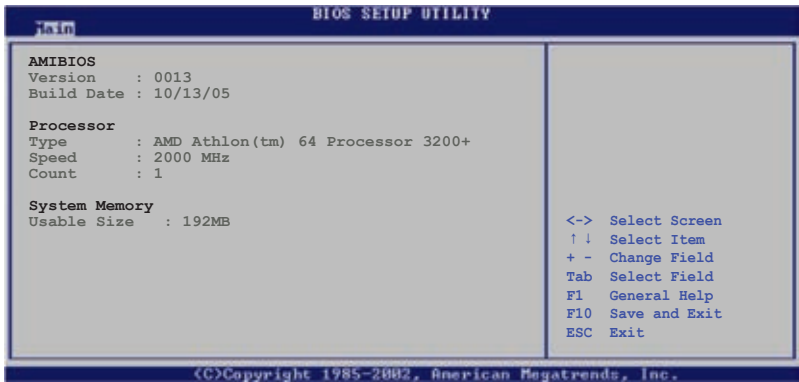 BIOS SETUP UTILITY
Main
AMIBIOS
Version : 0013
Build Date : 10/13/05
Processor
Type : AMD Athlon(tm) 64 Processor 3200+
Speed : 2000 MHz
Count : 1
System Memory
Usable Size : 192MB
<-> Select Screen
↑↓ Select Item
+ - Change Field
Tab Select Field
F1 General Help
F10 Save and Exit
ESC Exit
(C)Copyright 1985-2002, American Megatrends, Inc.